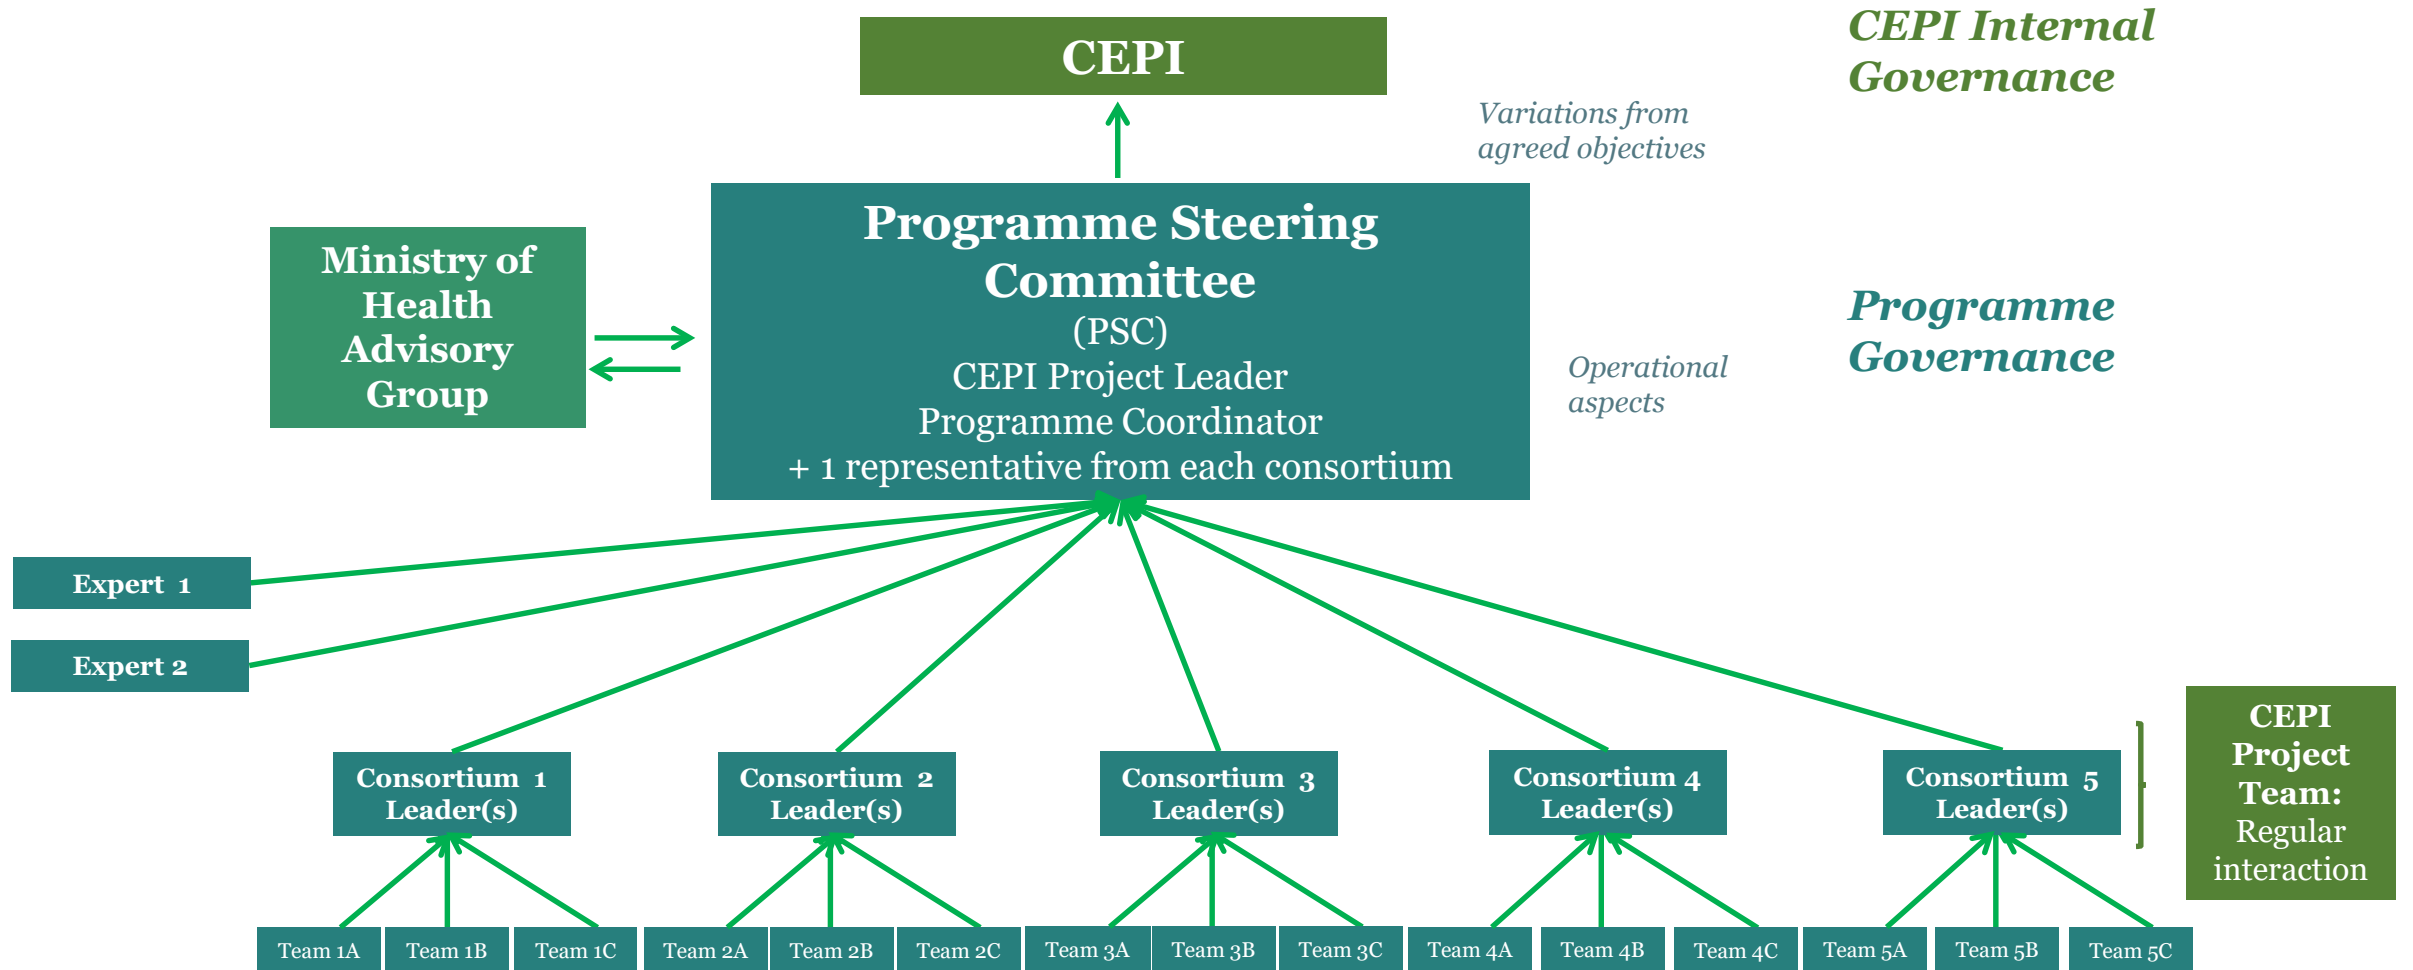 CEPI
CEPI Internal
Governance
Variations from
agreed objectives
Programme Steering
Committee
(PSC)
CEPI Project Leader
Programme Coordinator
+ 1 representative from each consortium
Ministry of
Health
Advisory
Group
Programme
Governance
Operational
aspects
Expert 1
Expert 2
Consortium 1
Leader(s)
Consortium 2
Leader(s)
Consortium 3
Leader(s)
Consortium 4
Leader(s)
Consortium 5
Leader(s)
CEPI
Project
Team:
Regular
interaction
Team 1A
Team 1B
Team 1C
Team 2A
Team 2B
Team 2C
Team 3A
Team 3B
Team 3C
Team 4A
Team 4B
Team 4C
Team 5A
Team 5B
Team 5C